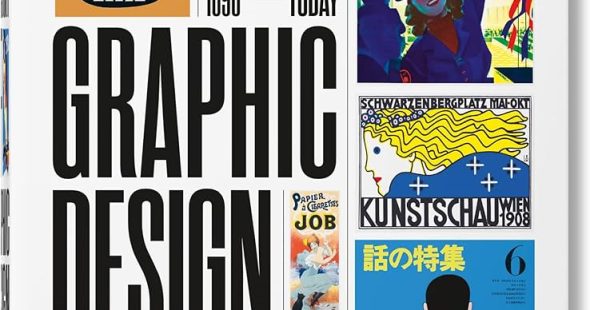 1890 TODAY
GRAPHIC
DESIGN
SCHWARZENBERGPLATZ MAI-OKT
KUNSTSCHAU WIEN
1908
PAPIER
à CIGARETTES
JOB
話の特集 6